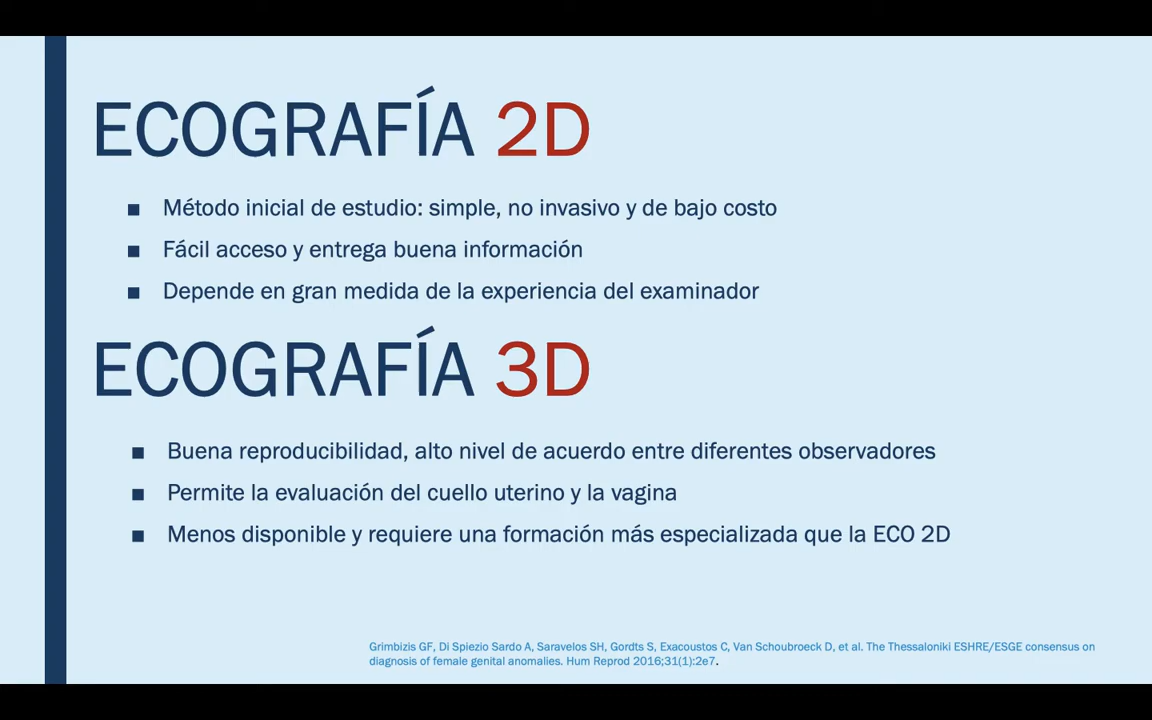 ECOGRAFÍA 2D
■ Método inicial de estudio: simple, no invasivo y de bajo costo
■ Fácil acceso y entrega buena información
■ Depende en gran medida de la experiencia del examinador
ECOGRAFÍA 3D
■ Buena reproducibilidad, alto nivel de acuerdo entre diferentes observadores
■ Permite la evaluación del cuello uterino y la vagina
■ Menos disponible y requiere una formación más especializada que la ECO 2D
Grimbizis GF, Di Spiezio Sardo A, Saravelos SH, Gordts S, Exacoustos C, Van Schoubroeck D, et al. The Thessaloniki ESHRE/ESGE consensus on
diagnosis of female genital anomalies. Hum Reprod 2016;31(1):2e7.